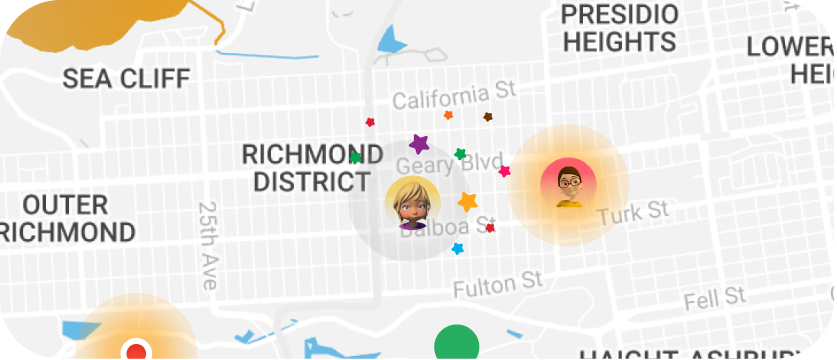 PRESIDIO
HEIGHTS
LOWER
SEA CLIFF
California St
RICHMOND
DISTRICT
Geary Blvd
OUTER
RICHMOND
25th Ave
Balboa St
Turk St
Fulton St
Fell St
HAIGHT-ASHBURY